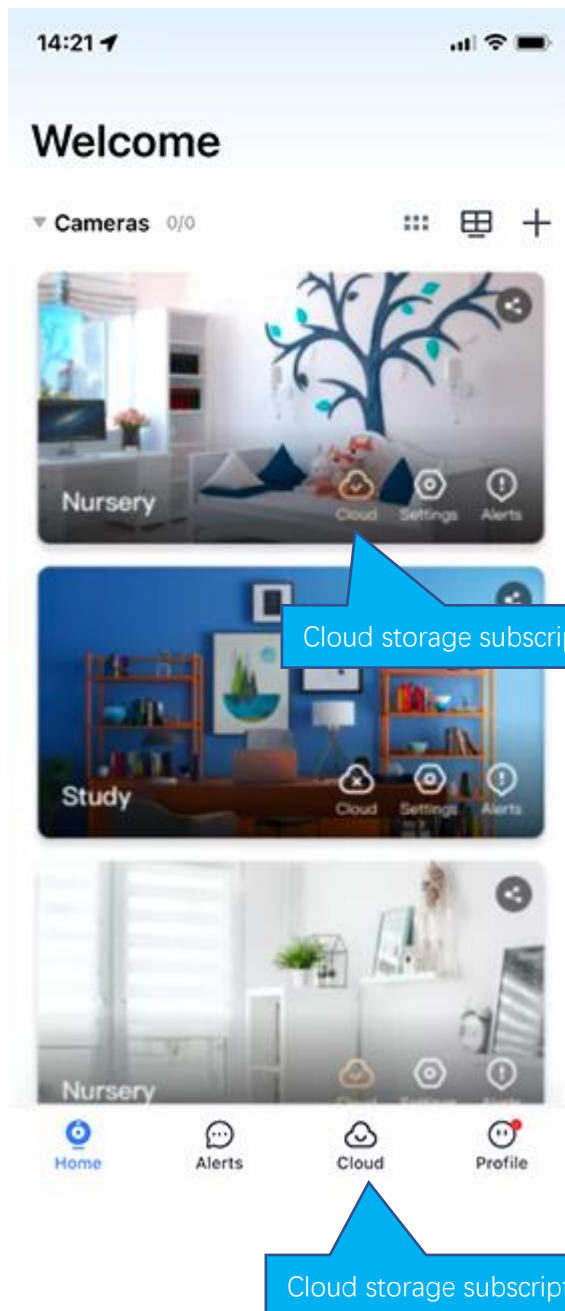 14:21
Welcome
Cameras 0/0
Nursery
Cloud Settings Alerts
Cloud storage subscrip
Study
Cloud Settings Alerts
Nursery
Home Alerts Cloud Profile
Cloud storage subscript